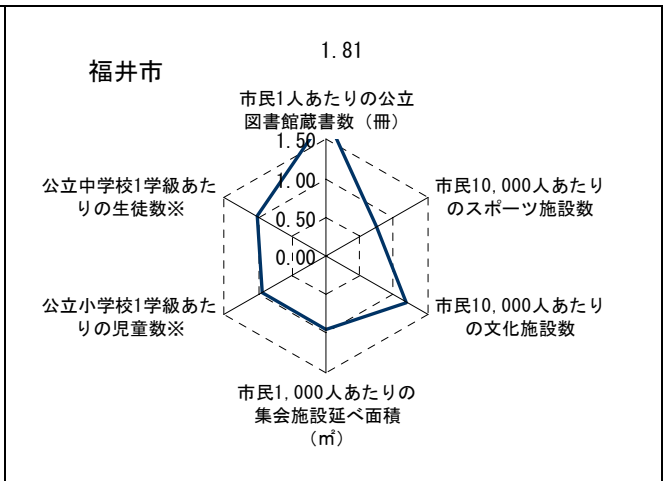 1.81
福井市
市民1人あたりの公立
図書館蔵書数（冊）
1.50
公立中学校1学級あた
りの生徒数※
1.00
市民10,000人あたり
のスポーツ施設数
0.50
0.00
公立小学校1学級あた
りの児童数※
市民10,000人あたり
の文化施設数
市民1,000人あたりの
集会施設延べ面積
（㎡）